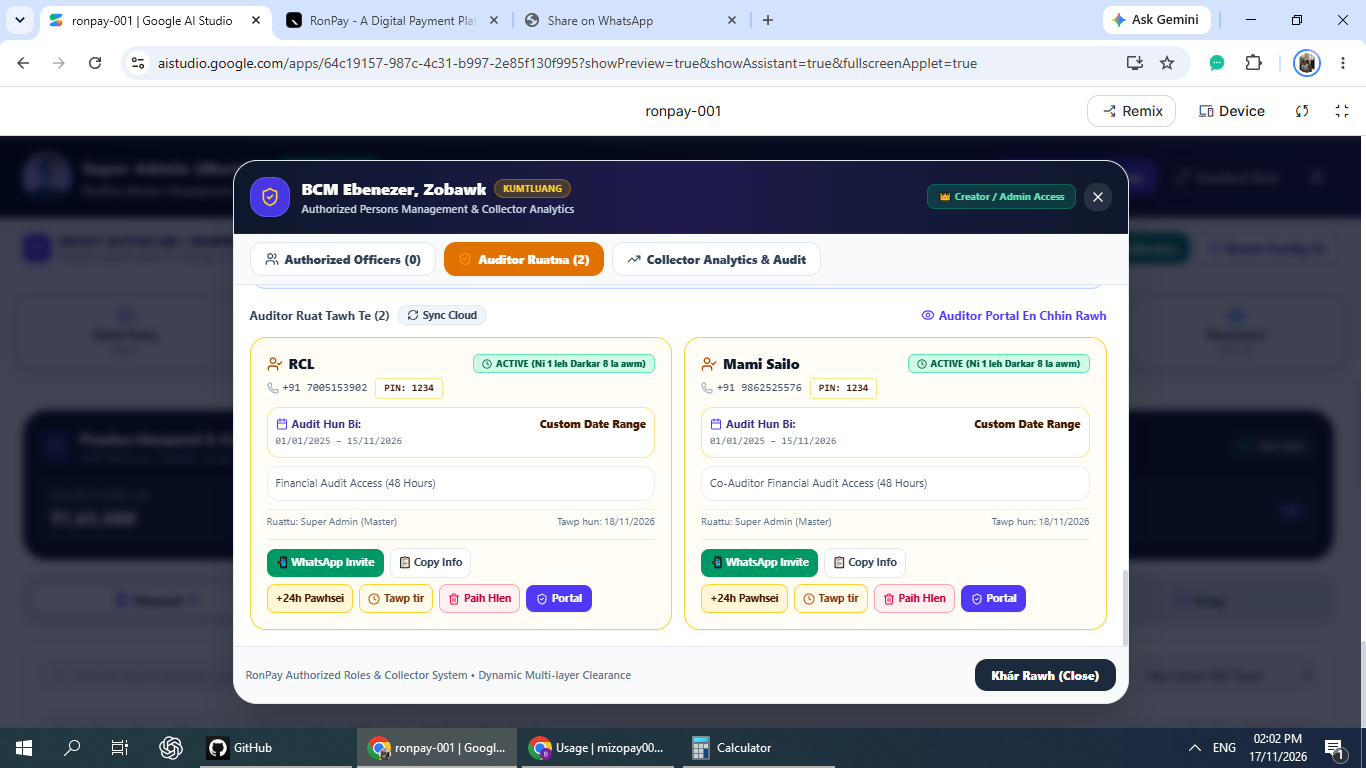 ronpay-001 | Google AI Studio
RonPay - A Digital Payment Plat
Share on WhatsApp
Ask Gemini
aistudio.google.com/apps/64c19157-987c-4c31-b997-2e85f130f995?showPreview=true&showAssistant=true&fullscreenApplet=true
ronpay-001
Remix
Device
BCM Ebenezer, Zobawk KUMTLUANG
Authorized Persons Management & Collector Analytics
Creator / Admin Access
Authorized Officers (0)
Auditor Ruatna (2)
Collector Analytics & Audit
Auditor Ruat Tawh Te (2) Sync Cloud
Auditor Portal En Chhin Rawh
RCL
ACTIVE (Ni 1 leh Darkar 8 la awm)
+91 7005153902 PIN: 1234
Audit Hun Bi: Custom Date Range
01/01/2025 – 15/11/2026
Financial Audit Access (48 Hours)
Ruattu: Super Admin (Master) Tawp hun: 18/11/2026
WhatsApp Invite Copy Info
+24h Pawhsei Tawp tir Paih Hlen Portal
Mami Sailo
ACTIVE (Ni 1 leh Darkar 8 la awm)
+91 9862525576 PIN: 1234
Audit Hun Bi: Custom Date Range
01/01/2025 – 15/11/2026
Co-Auditor Financial Audit Access (48 Hours)
Ruattu: Super Admin (Master) Tawp hun: 18/11/2026
WhatsApp Invite Copy Info
+24h Pawhsei Tawp tir Paih Hlen Portal
RonPay Authorized Roles & Collector System • Dynamic Multi-layer Clearance
Khár Rawh (Close)
GitHub
ronpay-001 | Googl...
Usage | mizopay00...
Calculator
ENG
02:02 PM
17/11/2026
1